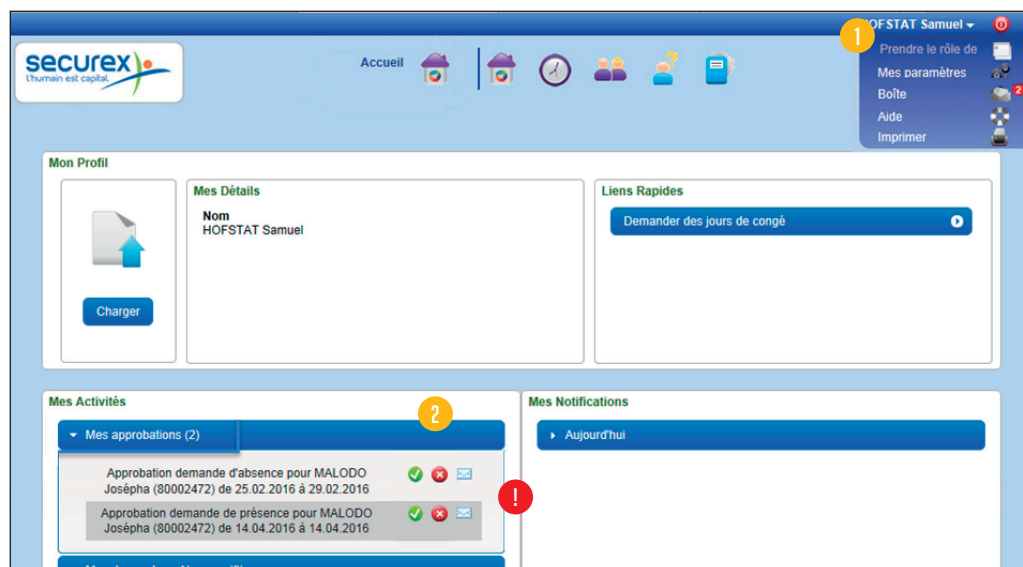 HOFSTAT Samuel
1
securex
l'humain est capital
Accueil
Prendre le rôle de
Mes paramètres
Boîte
2
Aide
Imprimer
Mon Profil
Charger
Mes Détails
Nom
HOFSTAT Samuel
Liens Rapides
Demander des jours de congé
Mes Activités
2
Mes approbations (2)
Approbation demande d'absence pour MALODO
Josépha (80002472) de 25.02.2016 à 29.02.2016
!
Approbation demande de présence pour MALODO
Josépha (80002472) de 14.04.2016 à 14.04.2016
Mes Notifications
Aujourd'hui